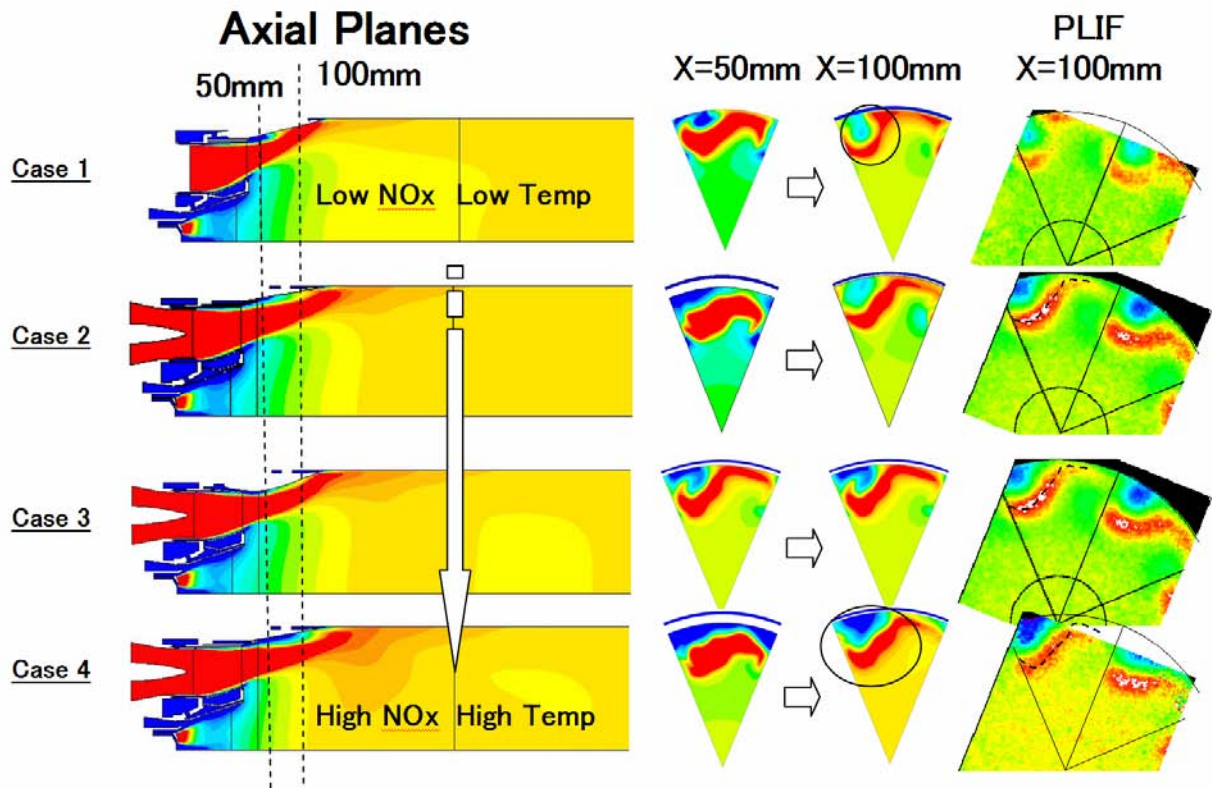 Axial Planes
50mm
100mm
X=50mm
X=100mm
PLIF
X=100mm
Case 1
Low NOx
Low Temp
Case 2
Case 3
Case 4
High NOx
High Temp